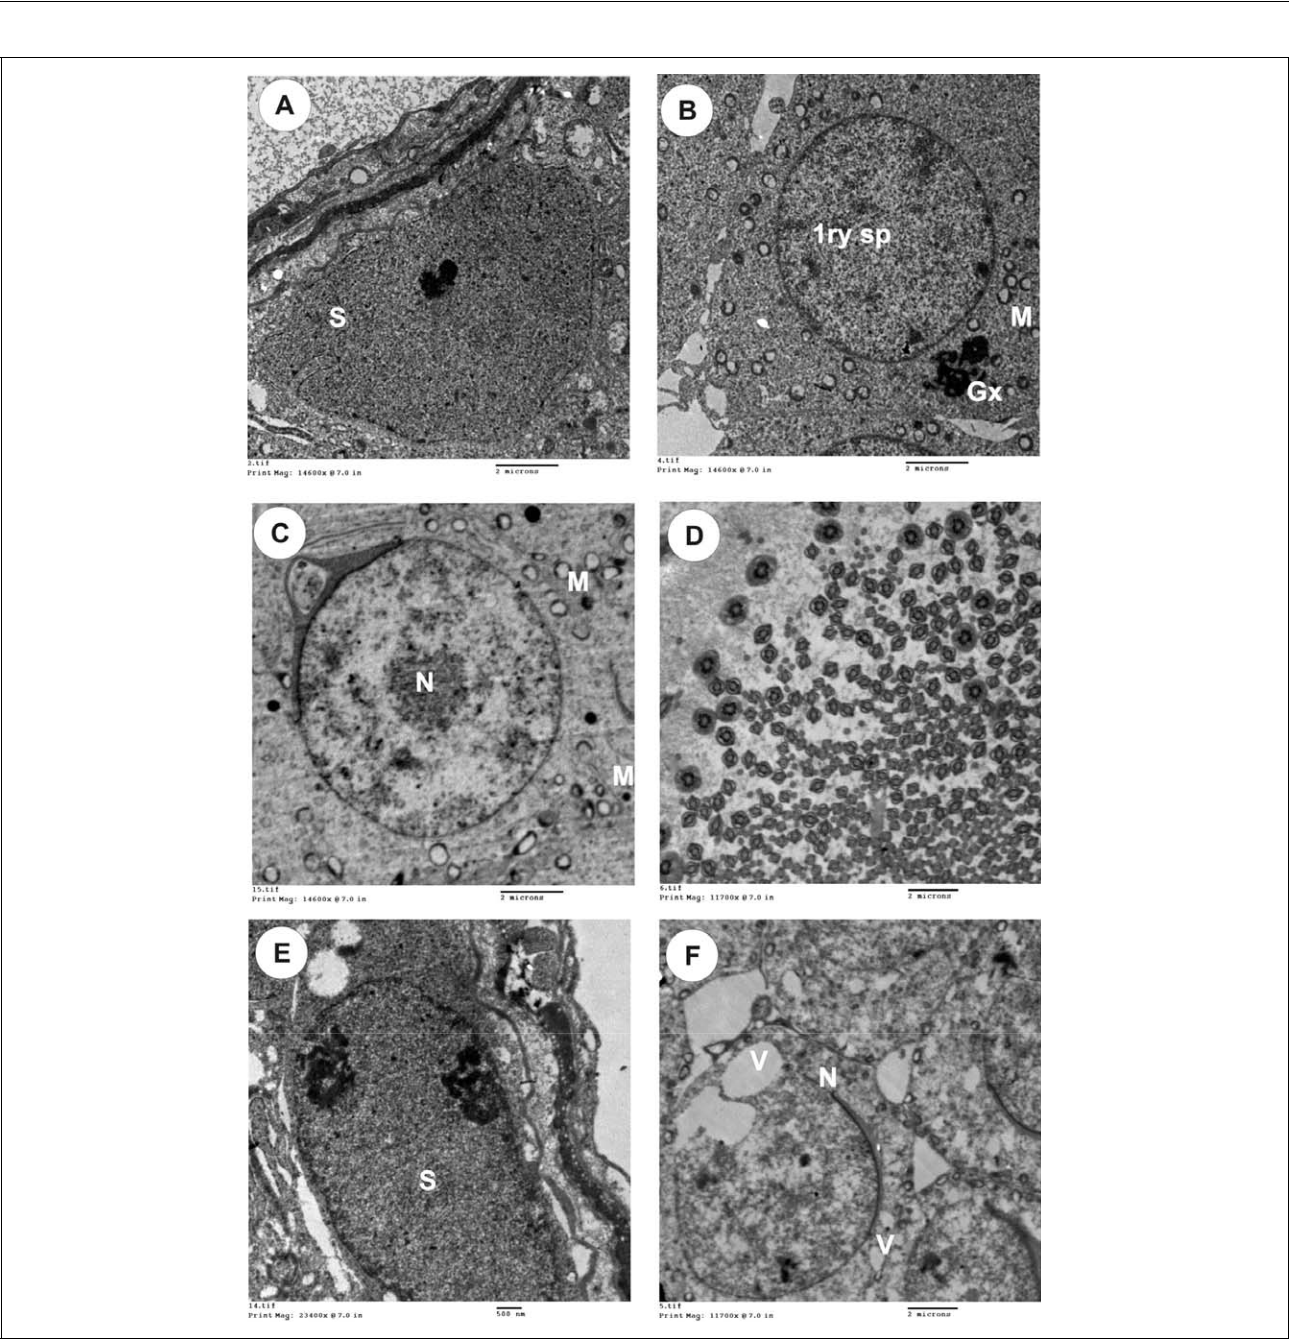 A
S
2.tif
Print Mag: 14600x @ 7.0 in
2 microns
B
1ry sp
M
Gx
4.tif
Print Mag: 14600x @ 7.0 in
2 microns
C
M
N
M
15.tif
Print Mag: 14600x @ 7.0 in
2 microns
D
6.tif
Print Mag: 11700x @ 7.0 in
2 microns
E
S
14.tif
Print Mag: 23400x @ 7.0 in
500 nm
F
V
N
V
5.tif
Print Mag: 11700x @ 7.0 in
2 microns